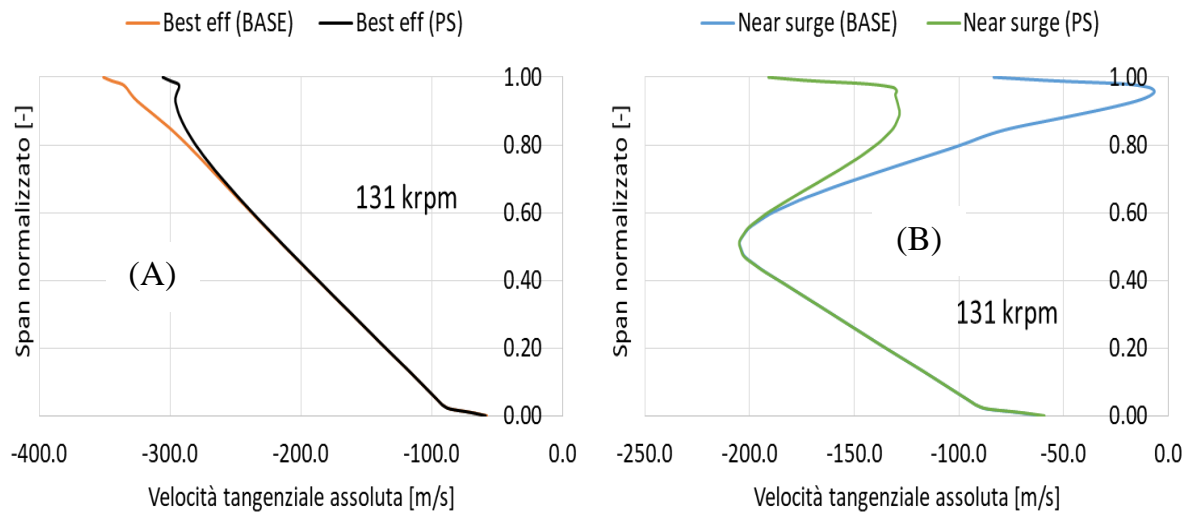 Best eff (BASE)
Best eff (PS)
-400.0
-300.0
-200.0
-100.0
0.0
1.00
0.80
0.60
0.40
0.20
0.00
Span normalizzato [-]
131 krpm
(A)
Velocità tangenziale assoluta [m/s]
Near surge (BASE)
Near surge (PS)
-250.0
-200.0
-150.0
-100.0
-50.0
0.0
1.00
0.80
0.60
0.40
0.20
0.00
Span normalizzato [-]
(B)
131 krpm
Velocità tangenziale assoluta [m/s]